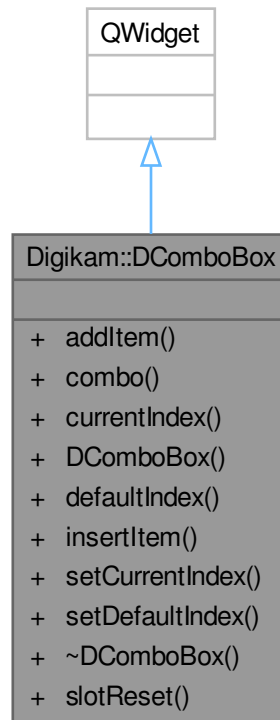 QWidget
Digikam::DComboBox
+ addItem()
+ combo()
+ currentIndex()
+ DComboBox()
+ defaultIndex()
+ insertItem()
+ setCurrentIndex()
+ setDefaultIndex()
+ ~DComboBox()
+ slotReset()